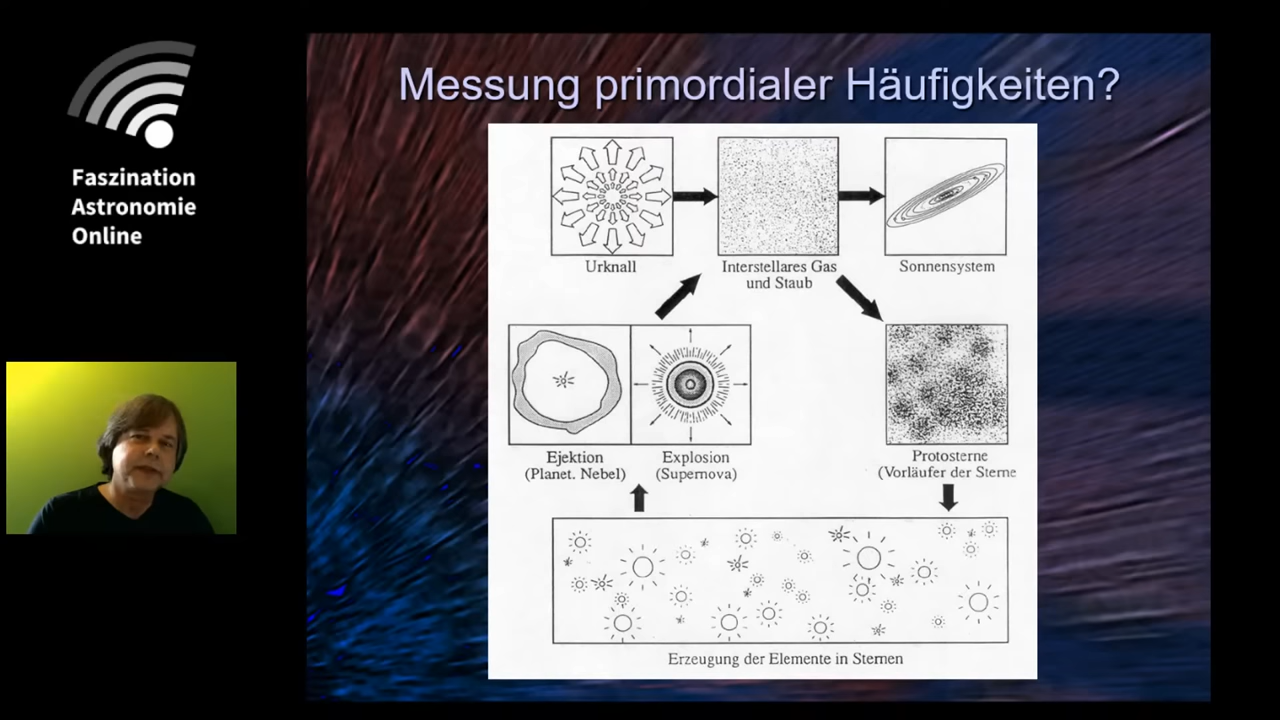 Faszination
Astronomie
Online
Messung primordialer Häufigkeiten?
Urknall
Interstellares Gas
und Staub
Sonnensystem
Ejektion
(Planet. Nebel)
Explosion
(Supernova)
Protosterne
(Vorläufer der Sterne
Erzeugung der Elemente in Sternen